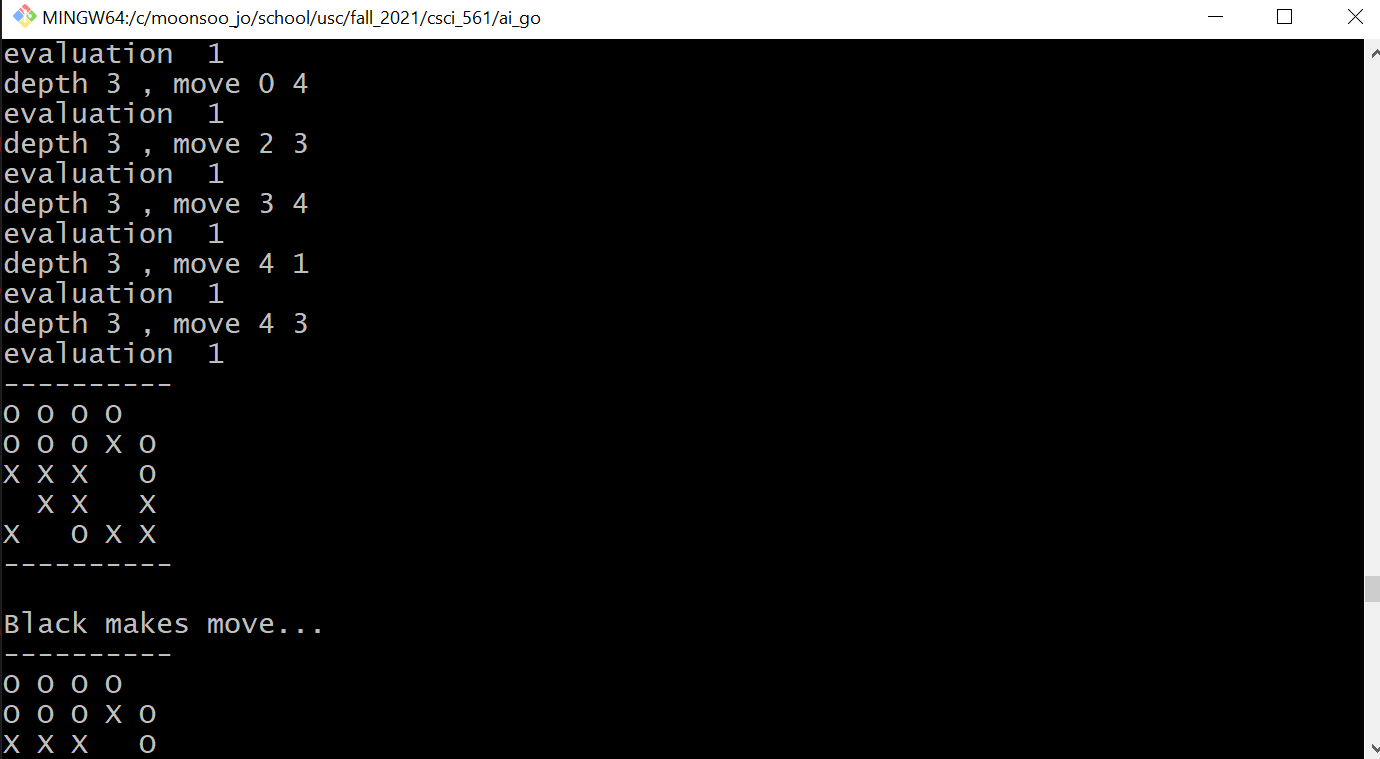 MINGW64:/c/moonsoo_jo/school/usc/fall_2021/csci_561/ai_go
evaluation  1
depth 3 , move 0 4
evaluation  1
depth 3 , move 2 3
evaluation  1
depth 3 , move 3 4
evaluation  1
depth 3 , move 4 1
evaluation  1
depth 3 , move 4 3
evaluation  1
----------
O O O O
O O O X O
X X X   O
  X X   X
X   O X X
----------

Black makes move...
----------
O O O O
O O O X O
X X X   O